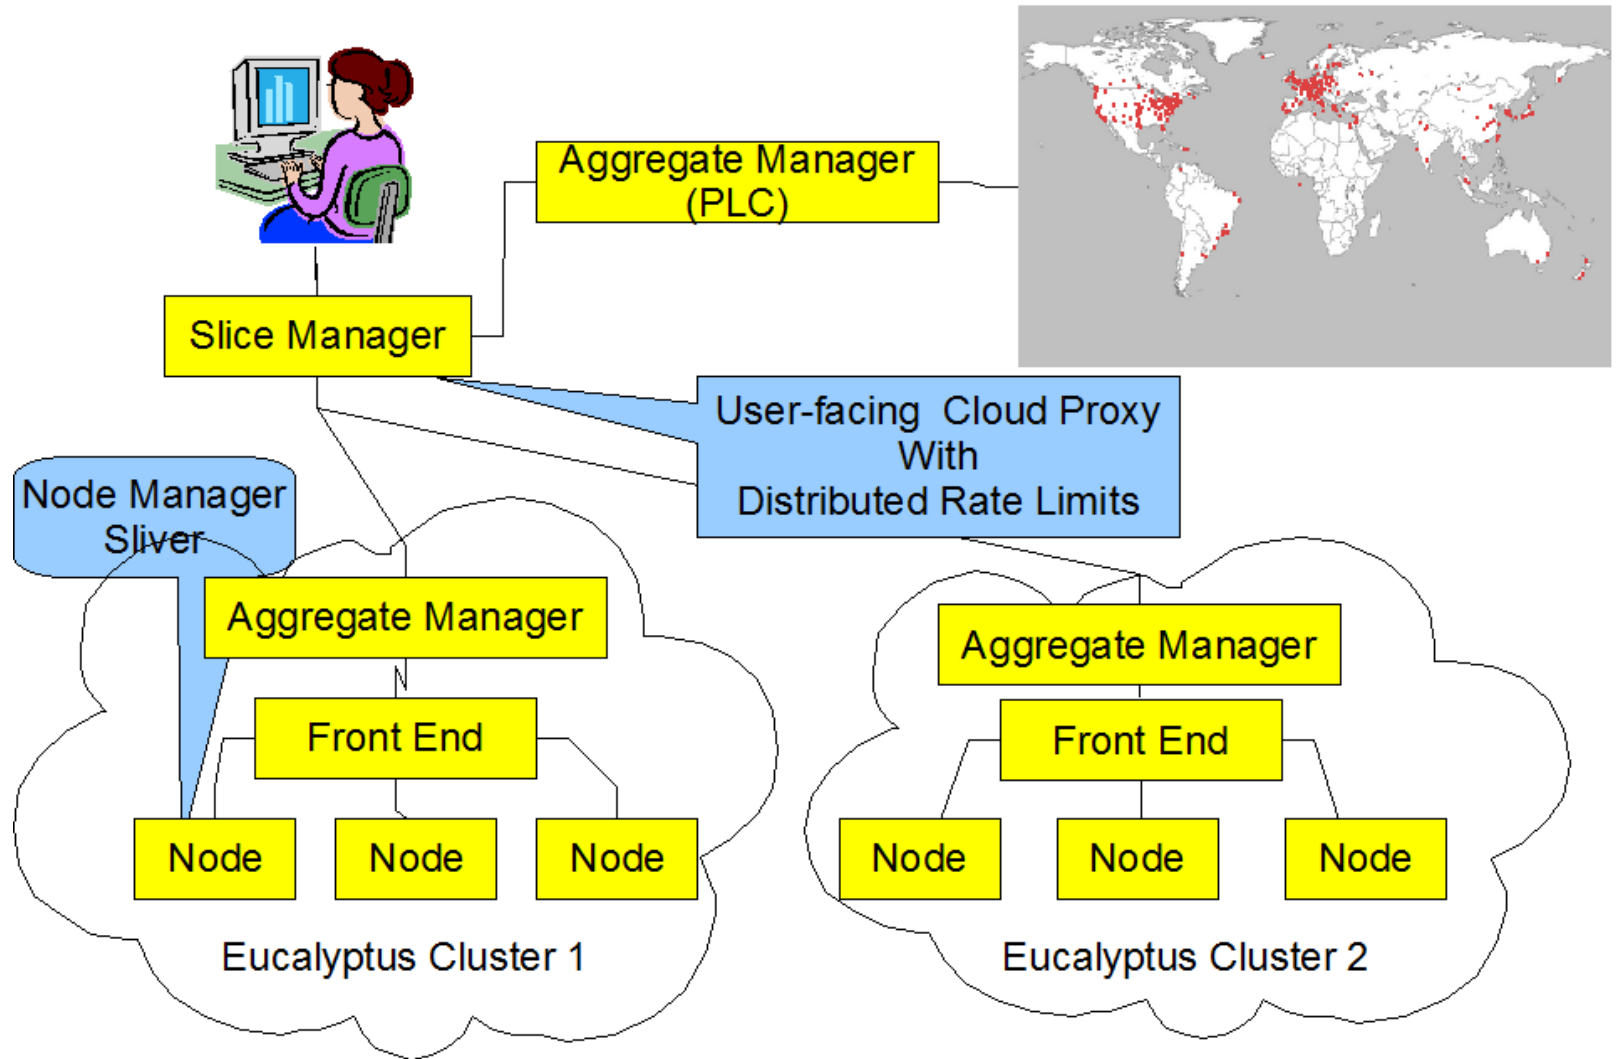 Aggregate Manager
(PLC)
Slice Manager
User-facing Cloud Proxy
With
Distributed Rate Limits
Node Manager
Sliver
Aggregate Manager
Front End
Node
Node
Node
Eucalyptus Cluster 1
Aggregate Manager
Front End
Node
Node
Node
Eucalyptus Cluster 2